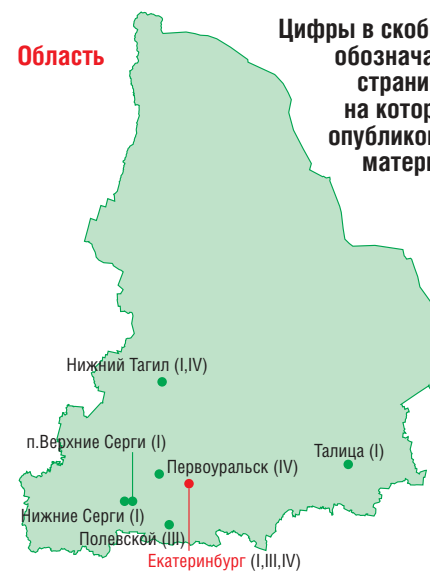 Область
Цифры в скоб
обознача
страни
на котор
опубликов
матери
Нижний Тагил (I,IV)
п.Верхние Серги (I)
Талица (I)
Первоуральск (IV)
Нижние Серги (I)
Полевской (III)
Екатеринбург (I,III,IV)